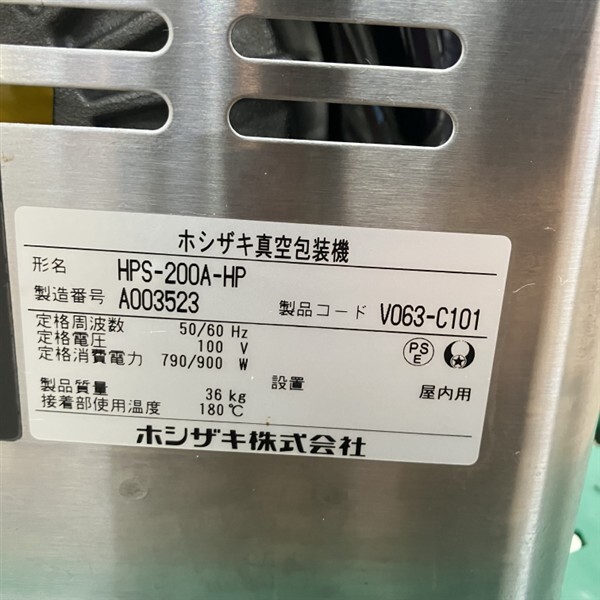 ホシザキ真空包装機
形名 HPS-200A-HP
製造番号 A003523 製品コード V063-C101
定格周波数 50/60 Hz
定格電圧 100 V
定格消費電力 790/900 W
PS
E
設置 屋内用
製品質量 36 kg
接着部使用温度 180℃
ホシザキ株式会社